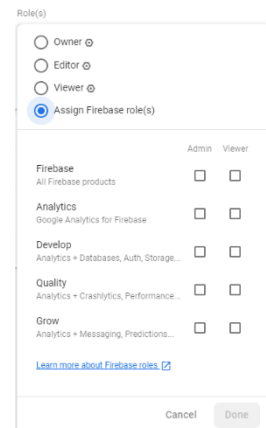 Role(s)
Owner
Editor
Viewer
Assign Firebase role(s)
Admin Viewer
Firebase
All Firebase products
Analytics
Google Analytics for Firebase
Develop
Analytics + Databases, Auth, Storage...
Quality
Analytics + Crashlytics, Performance...
Grow
Analytics + Messaging, Predictions...
Learn more about Firebase roles
Cancel Done